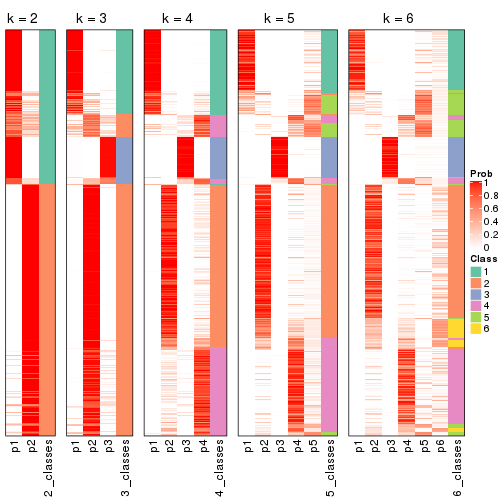 k = 2
k = 3
k = 4
k = 5
k = 6
p1
p2
2_classes
p1
p2
p3
3_classes
p1
p2
p3
p4
4_classes
p1
p2
p3
p4
p5
5_classes
p1
p2
p3
p4
p5
p6
6_classes
Prob
1
0.8
0.6
0.4
0.2
0
Class
1
2
3
4
5
6